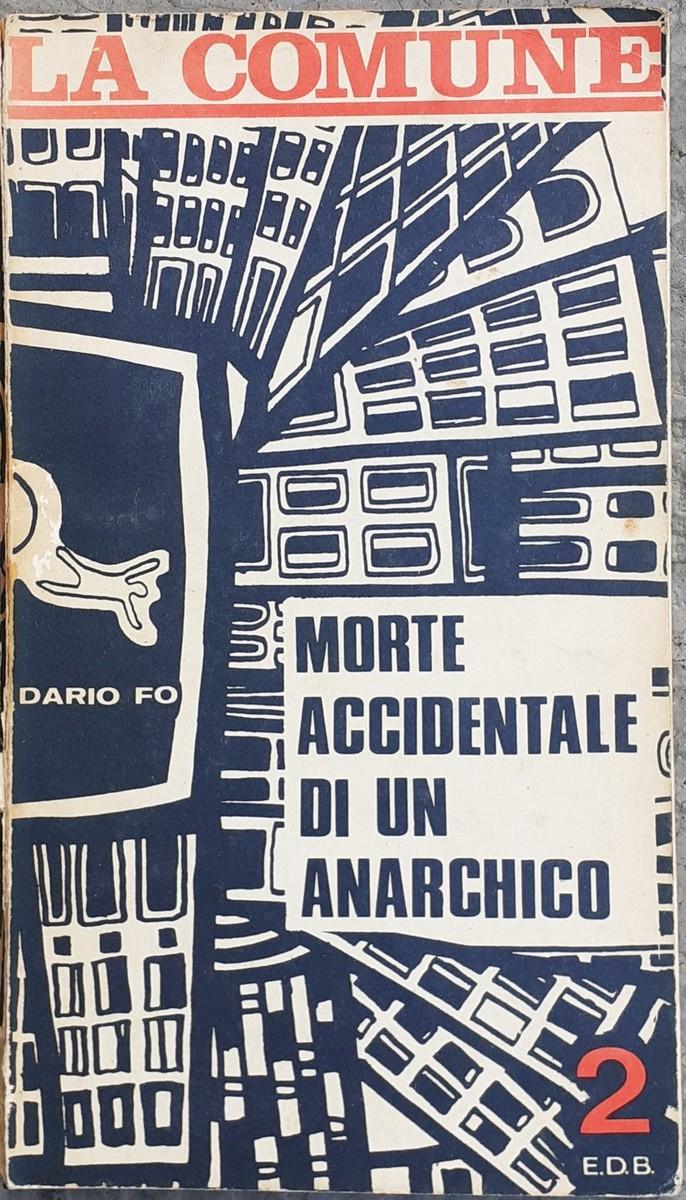 LA COMUNE
DARIO FO
MORTE
ACCIDENTALE
DI UN
ANARCHICO
2
E.D.B.